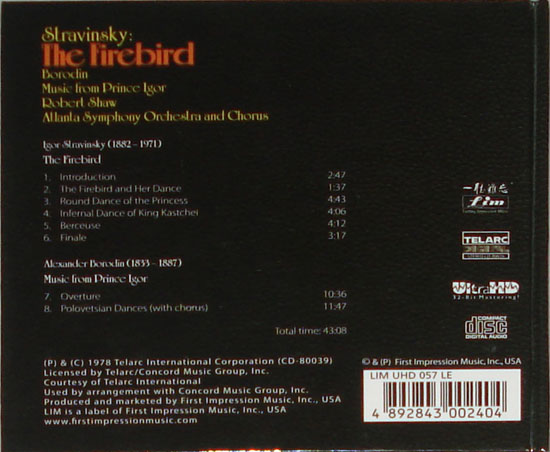 Stravinsky:
The Firebird
Borodin
Music from Prince Igor
Robert Shaw
Atlanta Symphony Orchestra and Chorus
Igor Stravinsky (1882 – 1971)
The Firebird
1. Introduction 2:47
2. The Firebird and Her Dance 1:37
3. Round Dance of the Princess 4:43
4. Infernal Dance of King Kastchei 4:06
5. Berceuse 4:12
6. Finale 3:17
Alexander Borodin (1833 – 1887)
Music from Prince Igor
7. Overture 10:36
8. Polovetsian Dances (with chorus) 11:47
Total time: 43:08
lim
TELARC
UltraHD
32-Bit Mastering!
COMPACT
disc
DIGITAL AUDIO
(P) & (C) 1978 Telarc International Corporation (CD-80039)
Licensed by Telarc/Concord Music Group, Inc.
Courtesy of Telarc International
Used by arrangement with Concord Music Group, Inc.
Produced and marketed by First Impression Music, Inc., USA
LIM is a label of First Impression Music, Inc., USA
www.firstimpressionmusic.com
© & (P) First Impression Music, Inc., USA
LIM UHD 057 LE
4 892843 002404